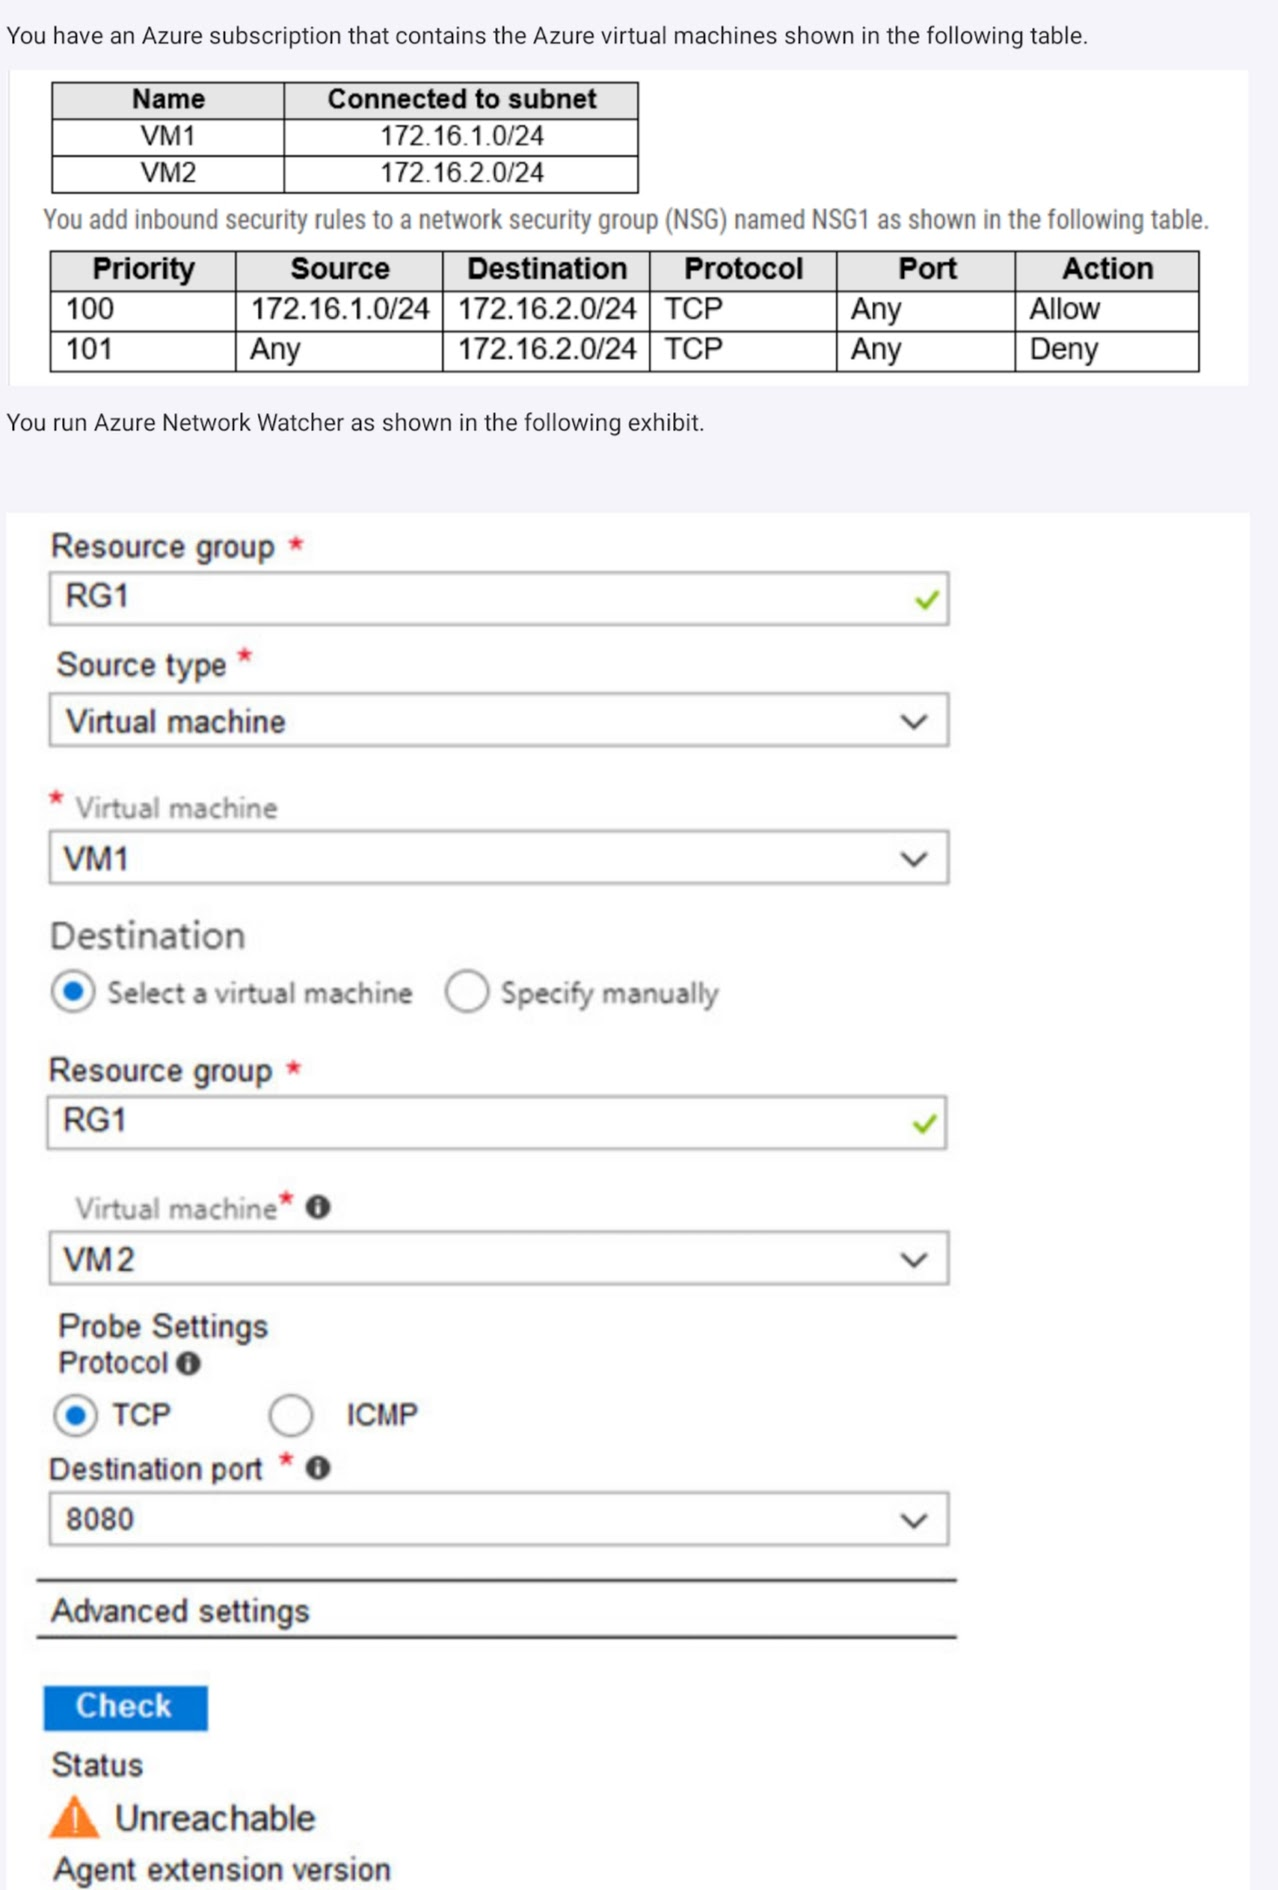 You have an Azure subscription that contains the Azure virtual machines shown in the following table.
Name Connected to subnet
VM1 172.16.1.0/24
VM2 172.16.2.0/24
You add inbound security rules to a network security group (NSG) named NSG1 as shown in the following table.
Priority Source Destination Protocol Port Action
100 172.16.1.0/24 172.16.2.0/24 TCP Any Allow
101 Any 172.16.2.0/24 TCP Any Deny
You run Azure Network Watcher as shown in the following exhibit.
Resource group *
RG1
Source type *
Virtual machine
* Virtual machine
VM1
Destination
Select a virtual machine Specify manually
Resource group *
RG1
Virtual machine*
VM2
Probe Settings
Protocol
TCP ICMP
Destination port *
8080
Advanced settings
Check
Status
Unreachable
Agent extension version